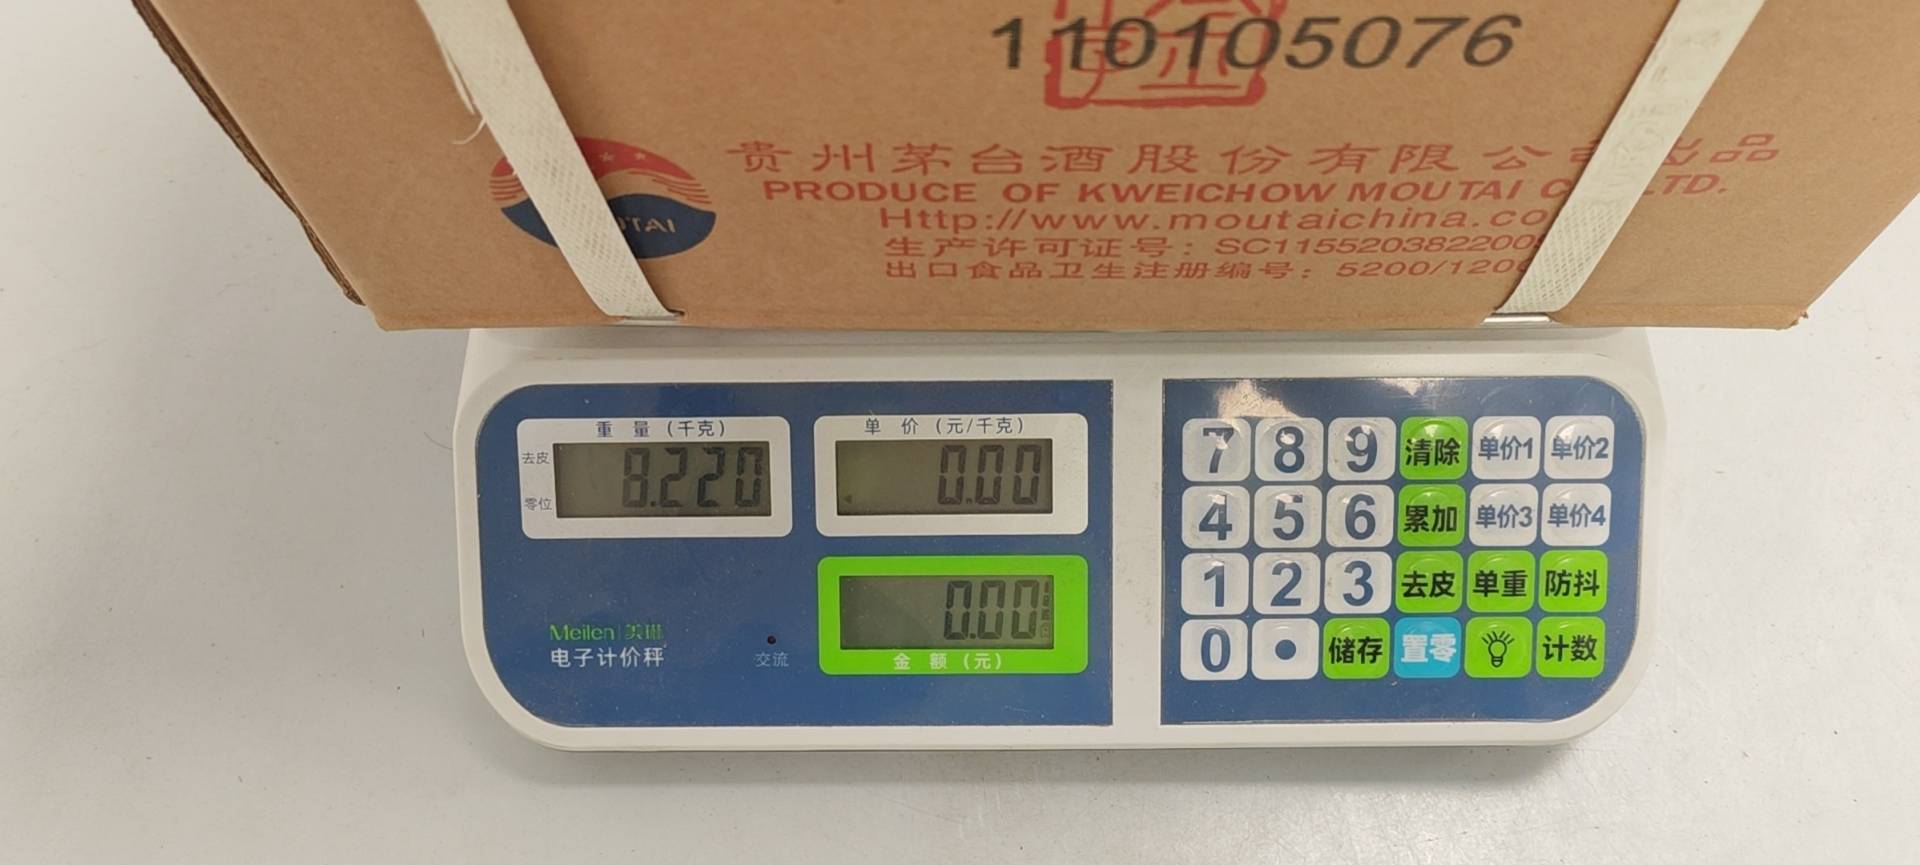 110105076
贵州茅台酒股份有限公司出品
PRODUCE OF KWEICHOW MOUTAI LTD.
Http://www.moutaichina.co
生产许可证号：SC115520382200
出口食品卫生注册编号：5200/120
重 量（千克）
单 价（元/千克）
去皮
8.220
0.00
零位
0.00
金 额（元）
Meilen|美琳
电子计价秤
交流
7 8 9 清除 单价1 单价2
4 5 6 累加 单价3 单价4
1 2 3 去皮 单重 防抖
0 • 储存 置零 计数